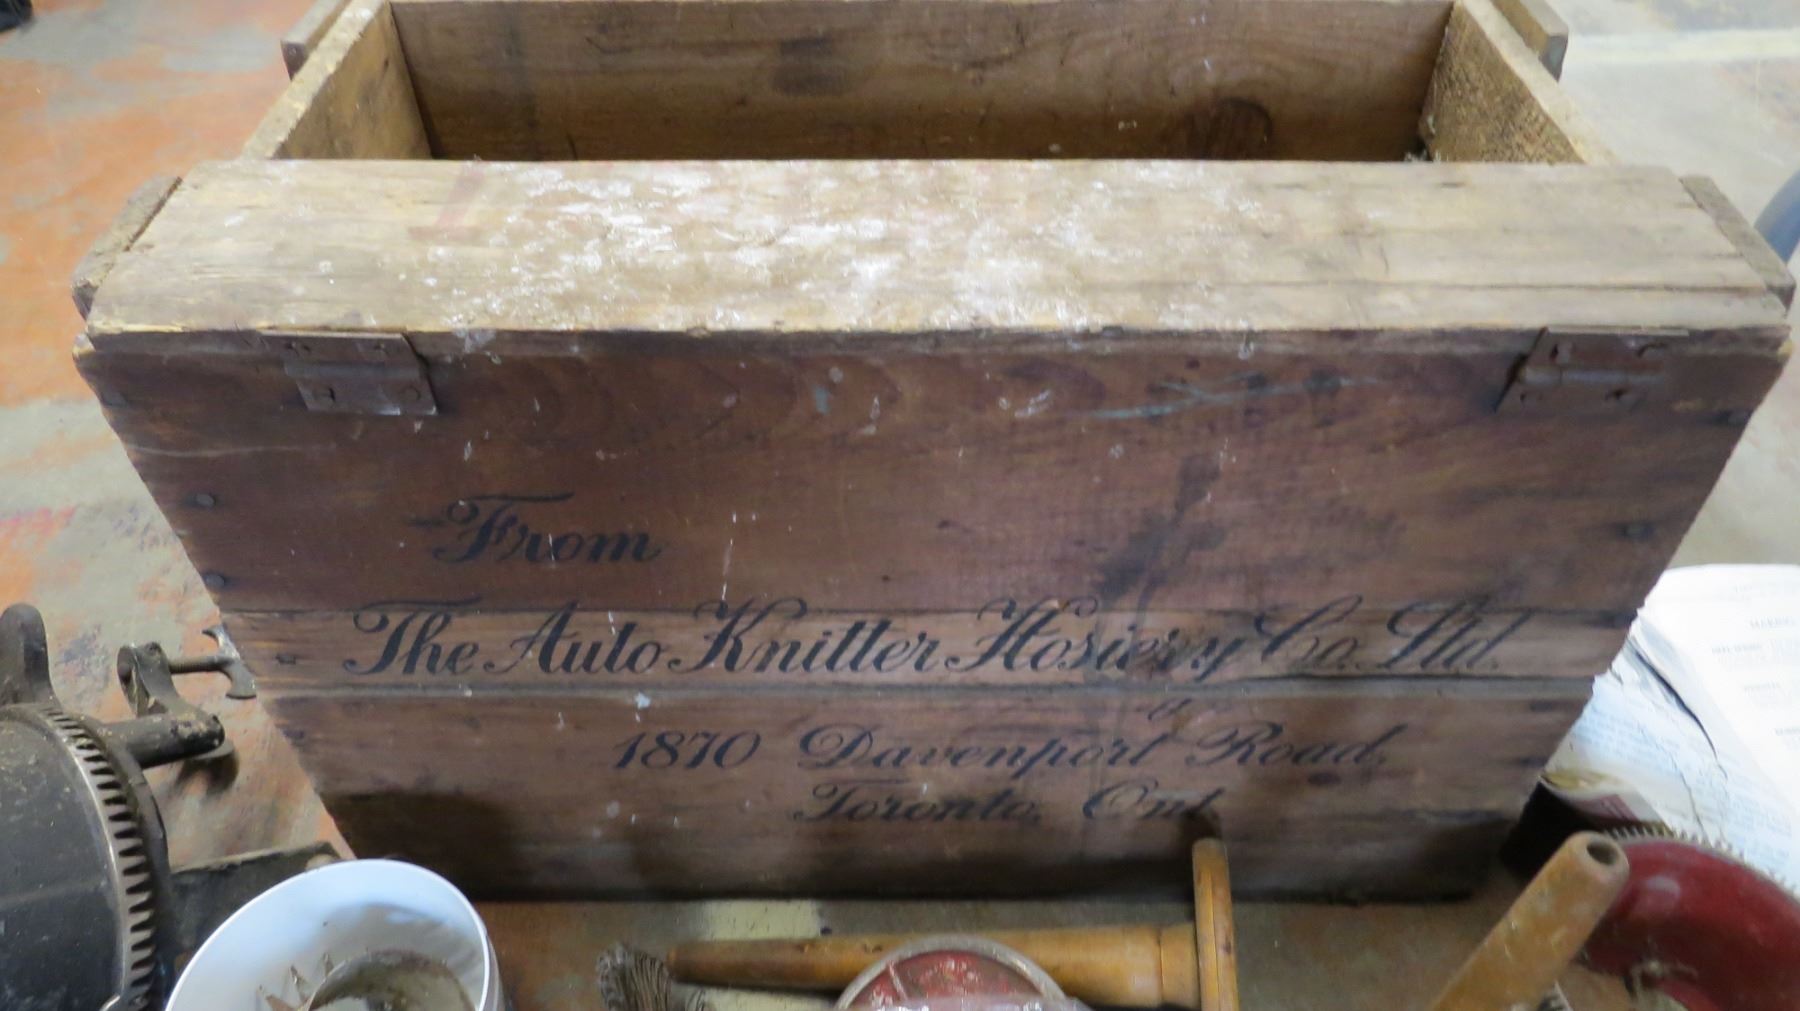 From
The Auto Knitter Hosiery Co. Ltd.
1870 Davenport Road,
Toronto, Ont.